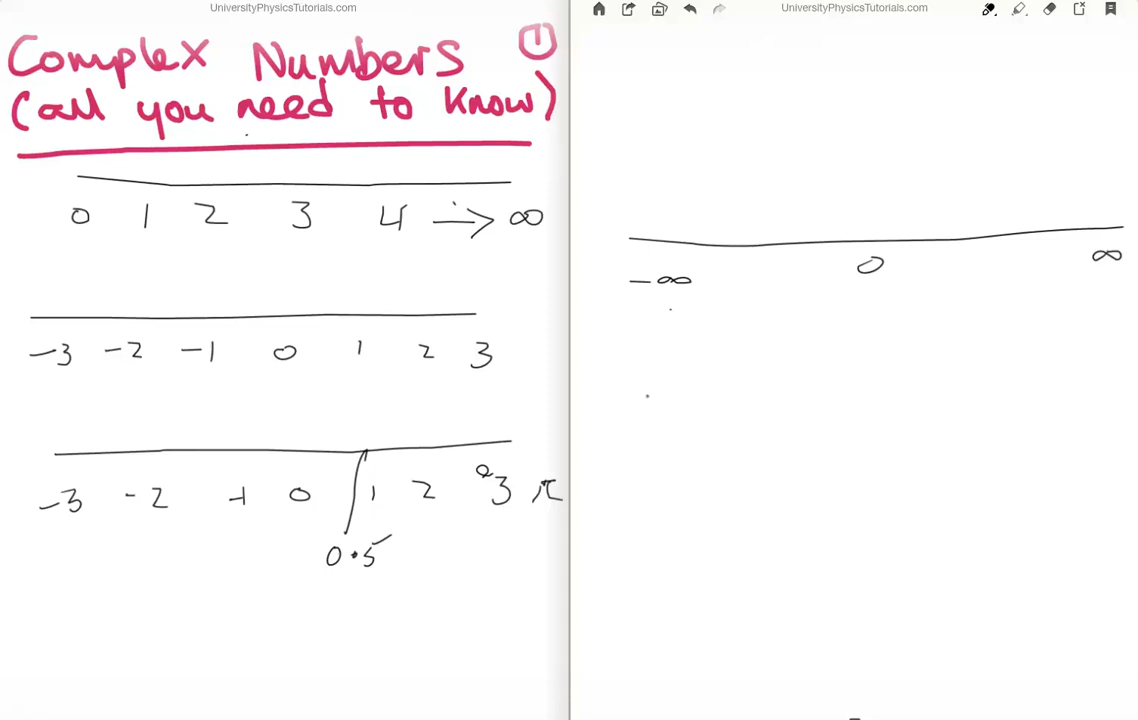 UniversityPhysicsTutorials.com
Complex Numbers ①
(all you need to know)
0 1 2 3 4 → ∞
-3 -2 -1 0 1 2 3
-3 -2 -1 0 1 2 3 π
0.5
UniversityPhysicsTutorials.com
-∞ 0 ∞